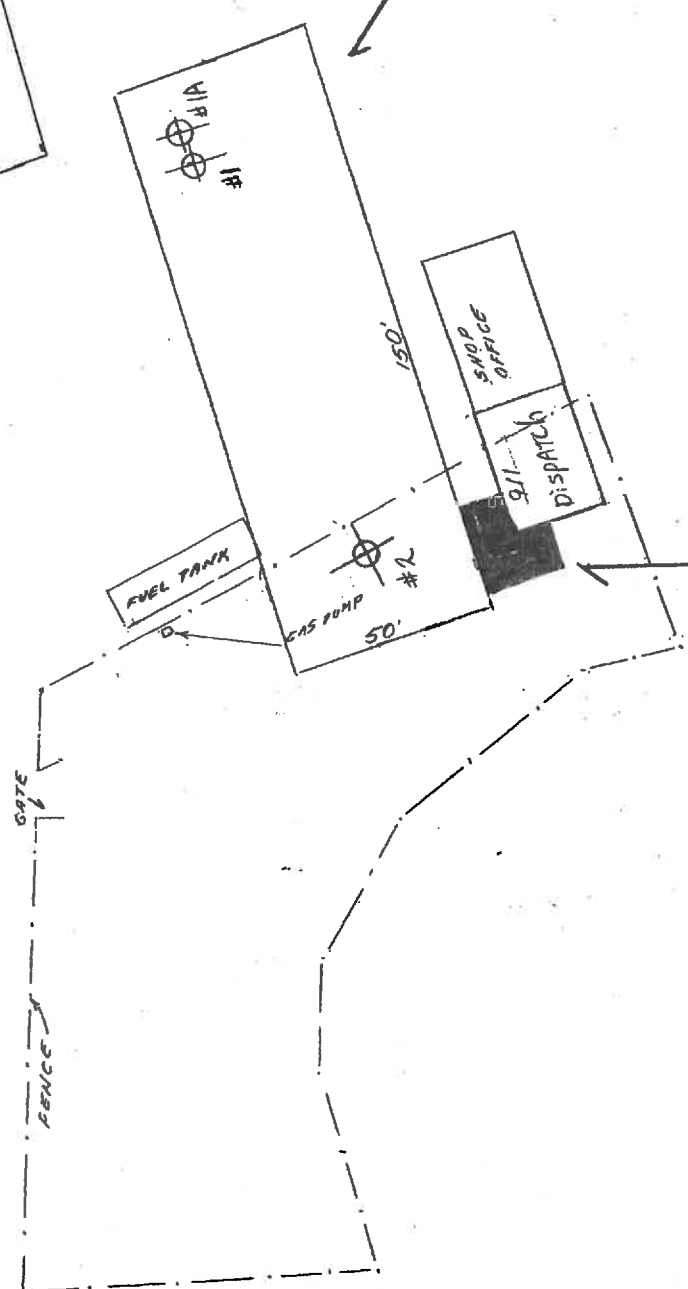 #1A
#1
150'
SHOP
OFFICE
911
DISPATCH
FUEL TANK
#2
GAS PUMP
50'
GATE
FENCE